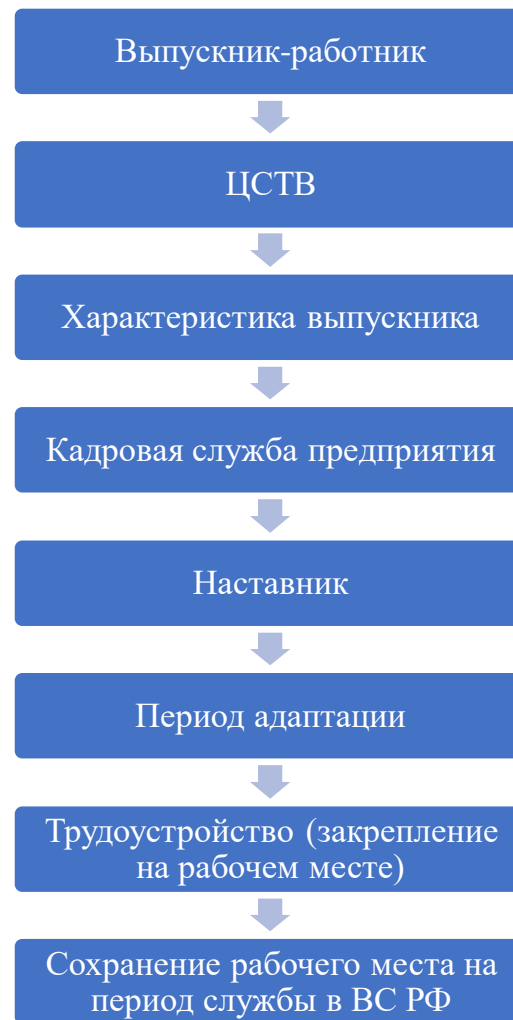 Выпускник-работник
ЦСТВ
Характеристика выпускника
Кадровая служба предприятия
Наставник
Период адаптации
Трудоустройство (закрепление
на рабочем месте)
Сохранение рабочего места на
период службы в ВС РФ